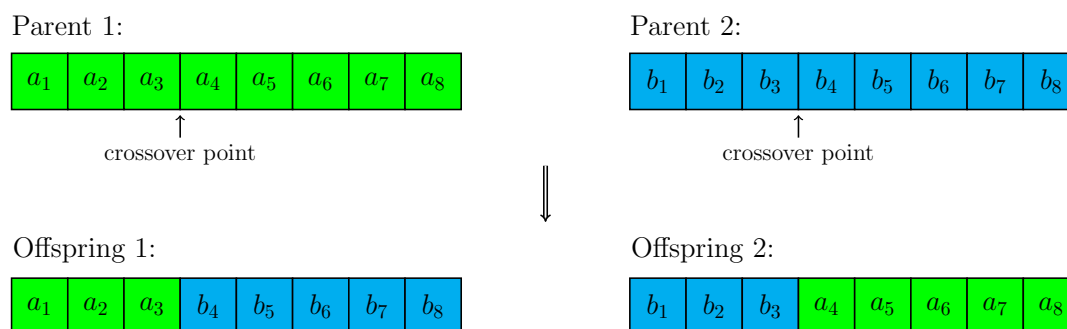 Parent 1:
a₁ a₂ a₃ a₄ a₅ a₆ a₇ a₈
crossover point
Parent 2:
b₁ b₂ b₃ b₄ b₅ b₆ b₇ b₈
crossover point
Offspring 1:
a₁ a₂ a₃ b₄ b₅ b₆ b₇ b₈
Offspring 2:
b₁ b₂ b₃ a₄ a₅ a₆ a₇ a₈